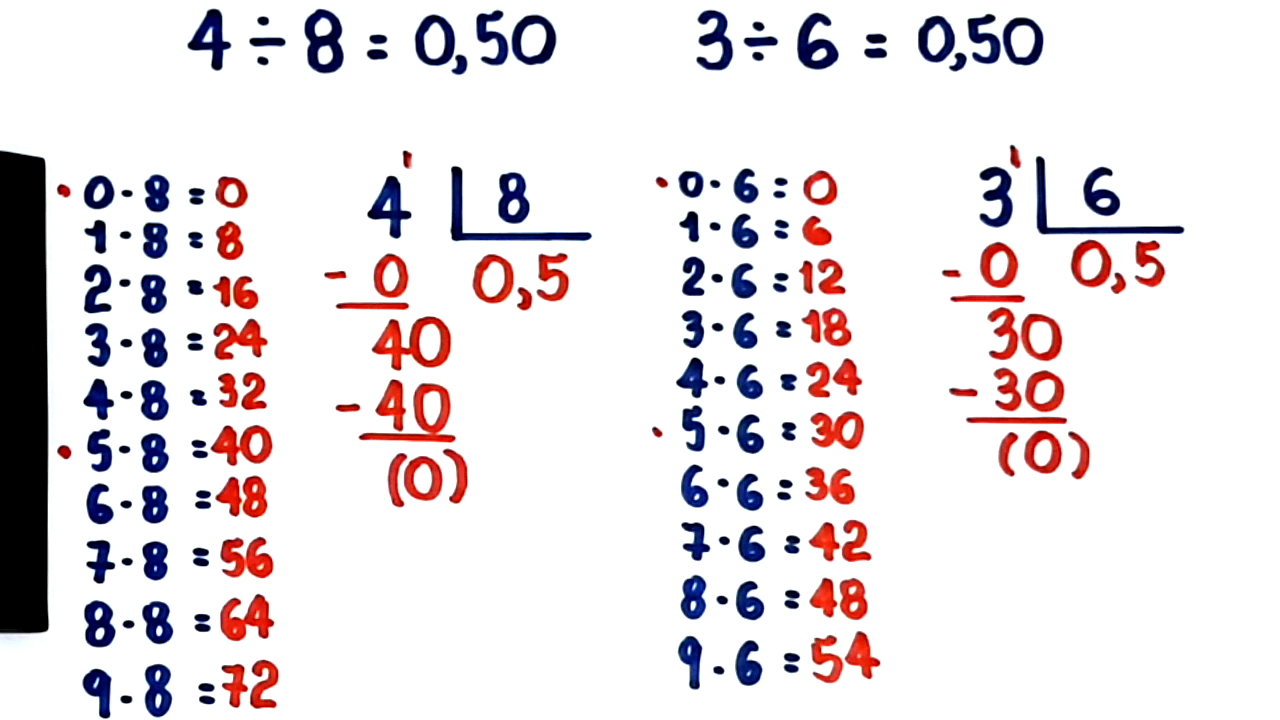 4 ÷ 8 = 0,50
3 ÷ 6 = 0,50
0 · 8 = 0
1 · 8 = 8
2 · 8 = 16
3 · 8 = 24
4 · 8 = 32
5 · 8 = 40
6 · 8 = 48
7 · 8 = 56
8 · 8 = 64
9 · 8 = 72
4' 8
- 0 0,5
40
- 40
(0)
0 · 6 = 0
1 · 6 = 6
2 · 6 = 12
3 · 6 = 18
4 · 6 = 24
5 · 6 = 30
6 · 6 = 36
7 · 6 = 42
8 · 6 = 48
9 · 6 = 54
3' 6
- 0 0,5
30
- 30
(0)